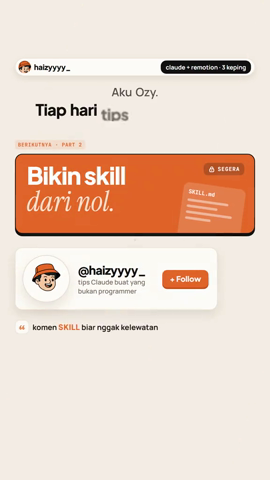 haizyyyy_
claude + remotion · 3 keping
Aku Ozy.
Tiap hari tips
BERIKUTNYA · PART 2
Bikin skill
dari nol.
SEGERA
SKILL.md
@haizyyyy_
tips Claude buat yang
bukan programmer
+ Follow
komen SKILL biar nggak kelewatan